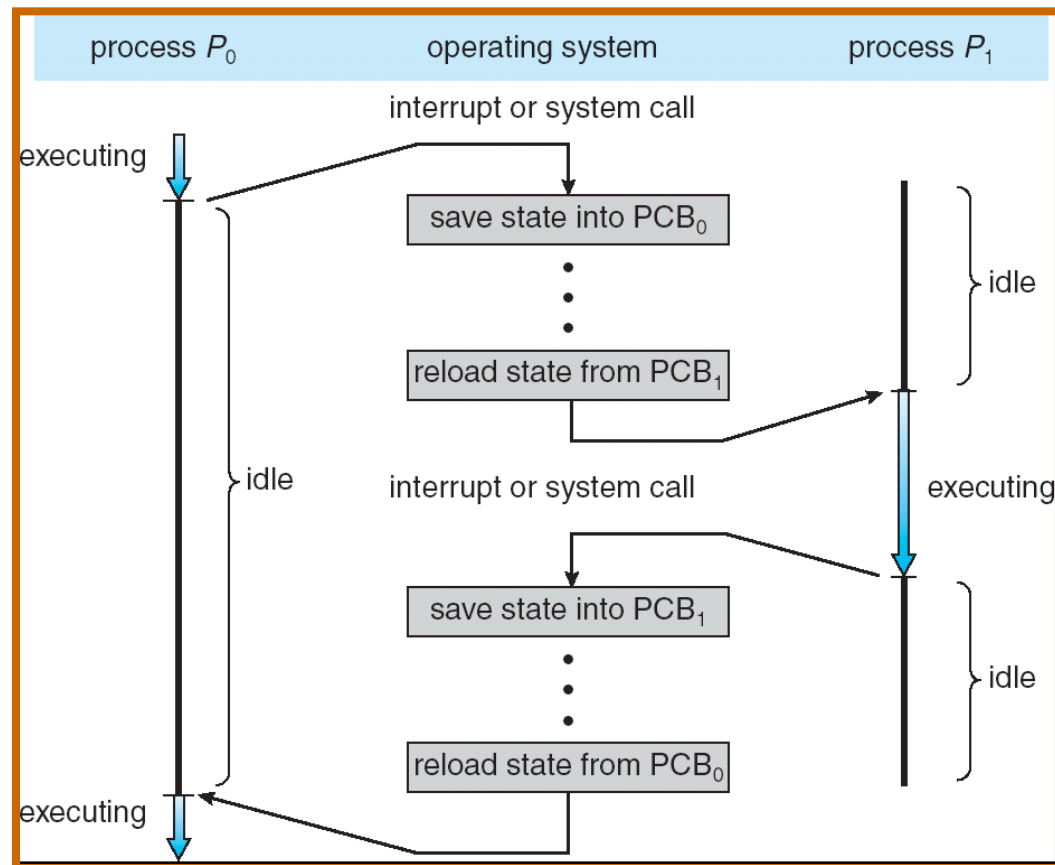 process P₀
operating system
process P₁
interrupt or system call
executing
save state into PCB₀
idle
reload state from PCB₁
idle
interrupt or system call
executing
save state into PCB₁
idle
reload state from PCB₀
executing